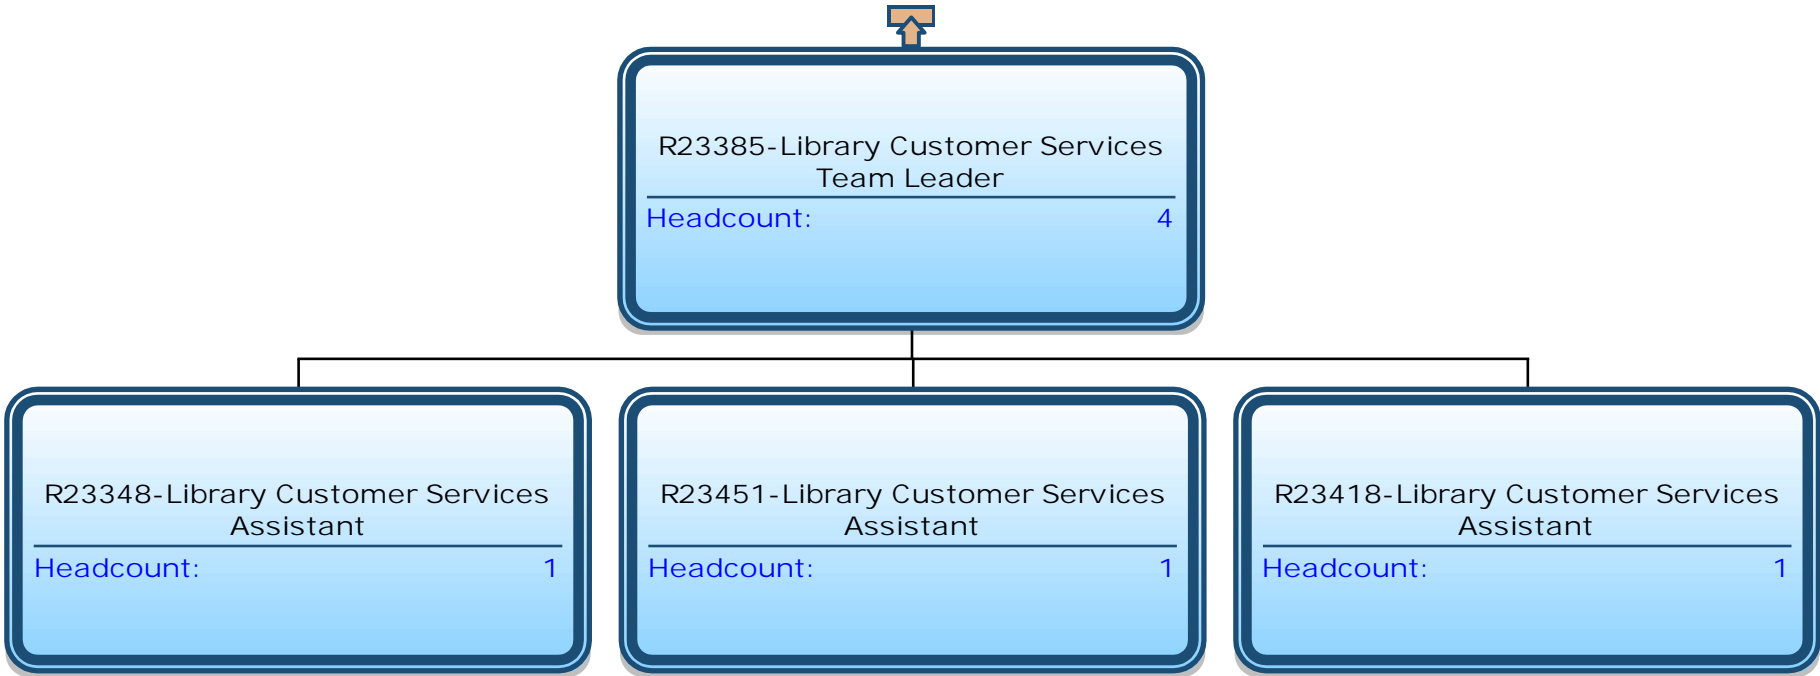 R23385-Library Customer Services
Team Leader
Headcount: 4
R23348-Library Customer Services
Assistant
Headcount: 1
R23451-Library Customer Services
Assistant
Headcount: 1
R23418-Library Customer Services
Assistant
Headcount: 1